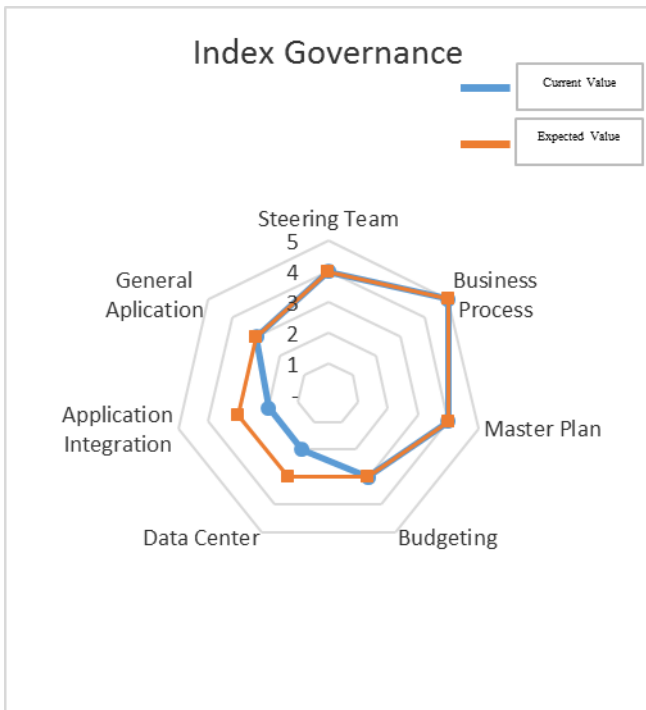 Index Governance
Current Value
Expected Value
Steering Team
5
4
3
2
1
-
General
Aplication
Business
Process
Application
Integration
Master Plan
Data Center
Budgeting